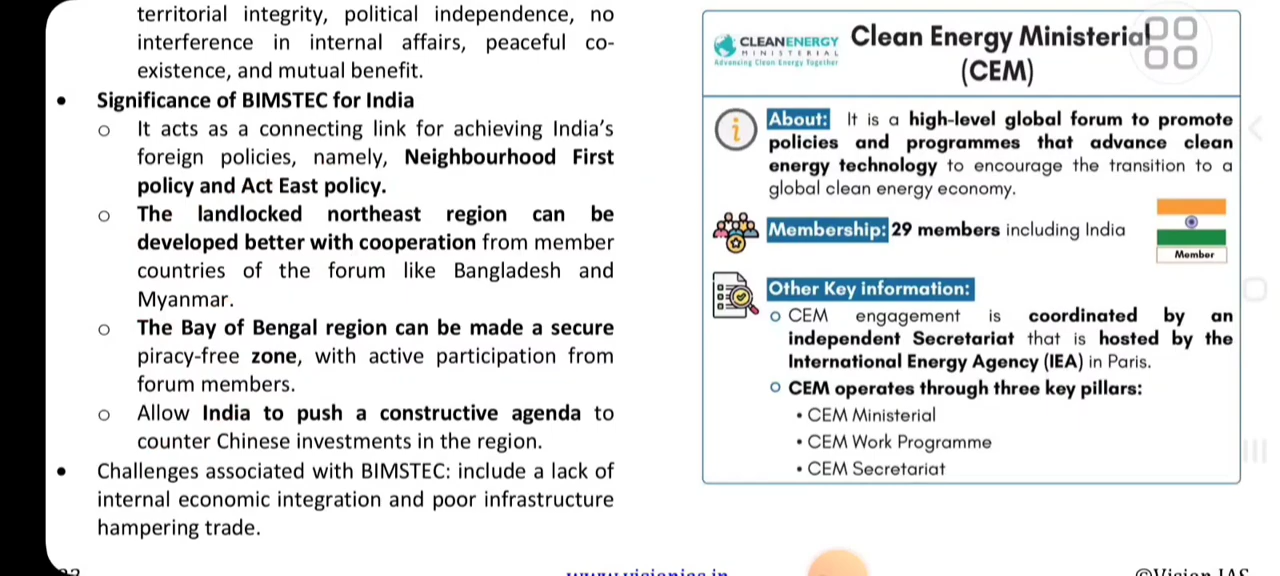 territorial integrity, political independence, no
interference in internal affairs, peaceful co-
existence, and mutual benefit.
• Significance of BIMSTEC for India
o It acts as a connecting link for achieving India's
foreign policies, namely, Neighbourhood First
policy and Act East policy.
o The landlocked northeast region can be
developed better with cooperation from member
countries of the forum like Bangladesh and
Myanmar.
o The Bay of Bengal region can be made a secure
piracy-free zone, with active participation from
forum members.
o Allow India to push a constructive agenda to
counter Chinese investments in the region.
• Challenges associated with BIMSTEC: include a lack of
internal economic integration and poor infrastructure
hampering trade.
CLEANENERGY
MINISTERIAL
Advancing Clean Energy Together
Clean Energy Ministerial
(CEM)
About: It is a high-level global forum to promote
policies and programmes that advance clean
energy technology to encourage the transition to a
global clean energy economy.
Membership: 29 members including India
Member
Other Key information:
o CEM engagement is coordinated by an
independent Secretariat that is hosted by the
International Energy Agency (IEA) in Paris.
o CEM operates through three key pillars:
• CEM Ministerial
• CEM Work Programme
• CEM Secretariat
www.visionias.in
©Vision IAS